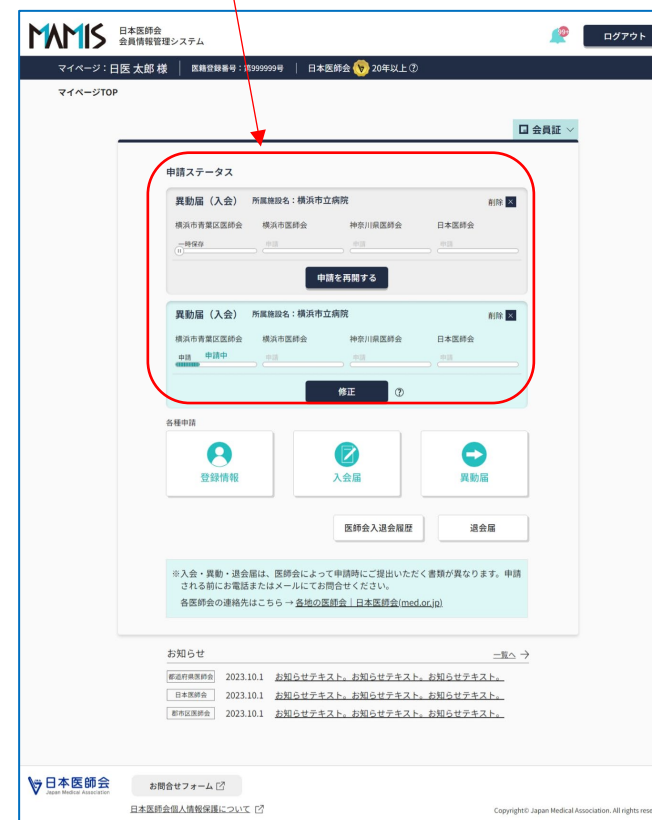 MAMIS 日本医師会
会員情報管理システム
99+
ログアウト
マイページ：日医 太郎 様 | 医籍登録番号：第999999号 | 日本医師会 20年以上 ?
マイページTOP
会員証
申請ステータス
異動届（入会） 所属施設名：横浜市立病院 削除 ×
横浜市青葉区医師会 横浜市医師会 神奈川県医師会 日本医師会
一時保存 申請 申請 申請
申請を再開する
異動届（入会） 所属施設名：横浜市立病院 削除 ×
横浜市青葉区医師会 横浜市医師会 神奈川県医師会 日本医師会
申請 申請中 申請 申請 申請
修正 ?
各種申請
登録情報 入会届 異動届
医師会入退会履歴 退会届
※入会・異動・退会届は、医師会によって申請時にご提出いただく書類が異なります。申請
される前にお電話またはメールにてお問合せください。
各医師会の連絡先はこちら → 各地の医師会｜日本医師会(med.or.jp)
お知らせ 一覧へ →
都道府県医師会 2023.10.1 お知らせテキスト。お知らせテキスト。お知らせテキスト。
日本医師会 2023.10.1 お知らせテキスト。お知らせテキスト。お知らせテキスト。
郡市区医師会 2023.10.1 お知らせテキスト。お知らせテキスト。お知らせテキスト。
日本医師会
Japan Medical Association
お問合せフォーム
日本医師会個人情報保護について
Copyright© Japan Medical Association. All rights rese